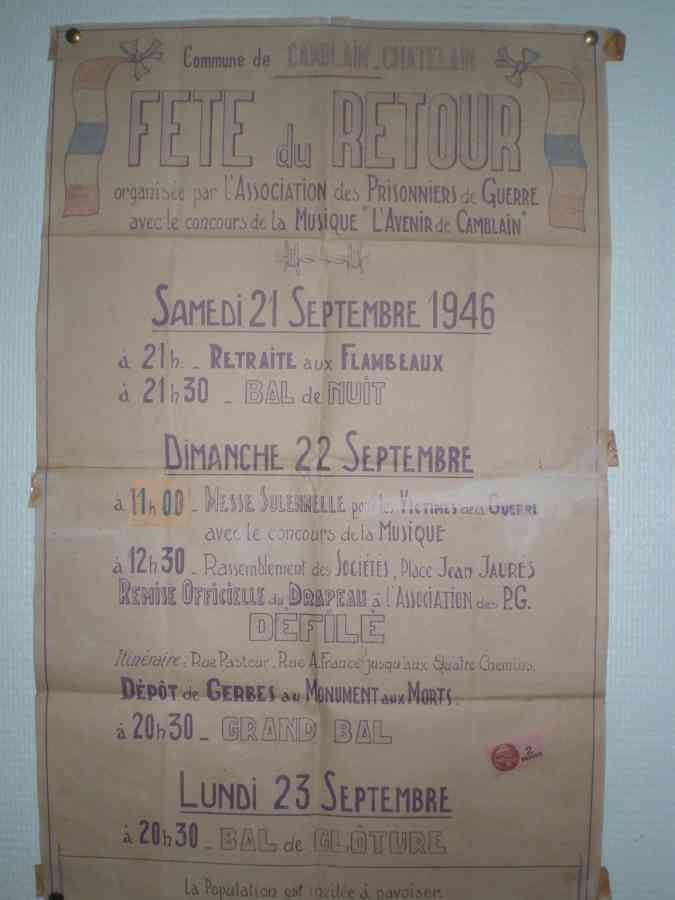 Commune de CAMBLAIN-CHATELAIN
FETE du RETOUR
organisée par l'Association des Prisonniers de Guerre
avec le concours de la Musique "L'Avenir de Camblain"
Samedi 21 Septembre 1946
à 21h. - Retraite aux Flambeaux
à 21h30 - BAL de NUIT
Dimanche 22 Septembre
à 11h00 - Messe Solennelle pour les Victimes de la Guerre
avec le concours de la Musique
à 12h30 - Rassemblement des Sociétés, Place Jean Jaurès
Remise Officielle du Drapeau à l'Association des P.G.
DÉFILÉ
Itinéraire : Rue Pasteur, Rue A. France jusqu'aux Quatre Chemins.
Dépôt de Gerbes au Monument aux Morts.
à 20h30 - GRAND BAL
2
Lundi 23 Septembre
à 20h30 - BAL de CLÔTURE
La Population est invitée à pavoiser.